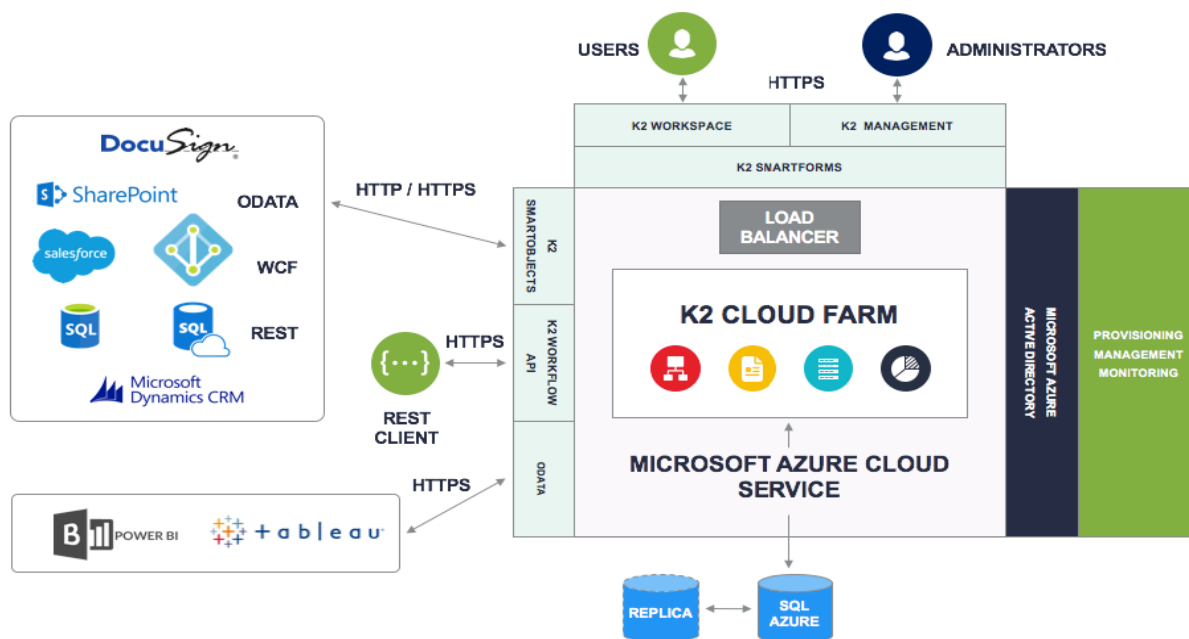 USERS
ADMINISTRATORS
HTTPS
K2 WORKSPACE
K2 MANAGEMENT
K2 SMARTFORMS
DocuSign®
SharePoint
S
ODATA
salesforce
WCF
SQL
SQL
REST
Microsoft
Dynamics CRM
HTTP / HTTPS
K2
SMARTOBJECTS
LOAD
BALANCER
K2 CLOUD FARM
HTTPS
{···}
REST
CLIENT
K2 WORKFLOW
API
MICROSOFT AZURE CLOUD
SERVICE
MICROSOFT AZURE
ACTIVE DIRECTORY
PROVISIONING
MANAGEMENT
MONITORING
HTTPS
ODATA
B
POWER BI
+ableau
REPLICA
SQL
AZURE